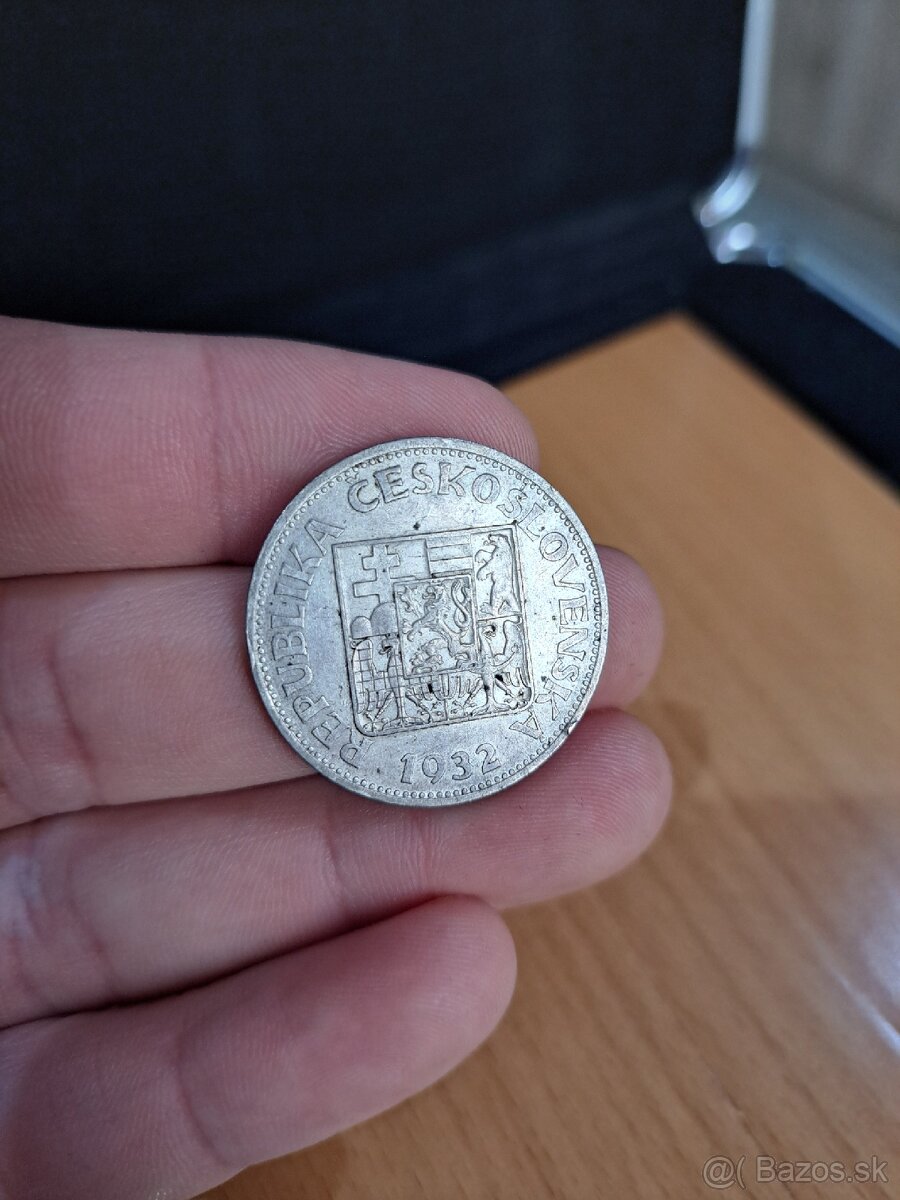 REPUBLIKA ČESKOSLOVENSKÁ
1932
@( Bazos.sk